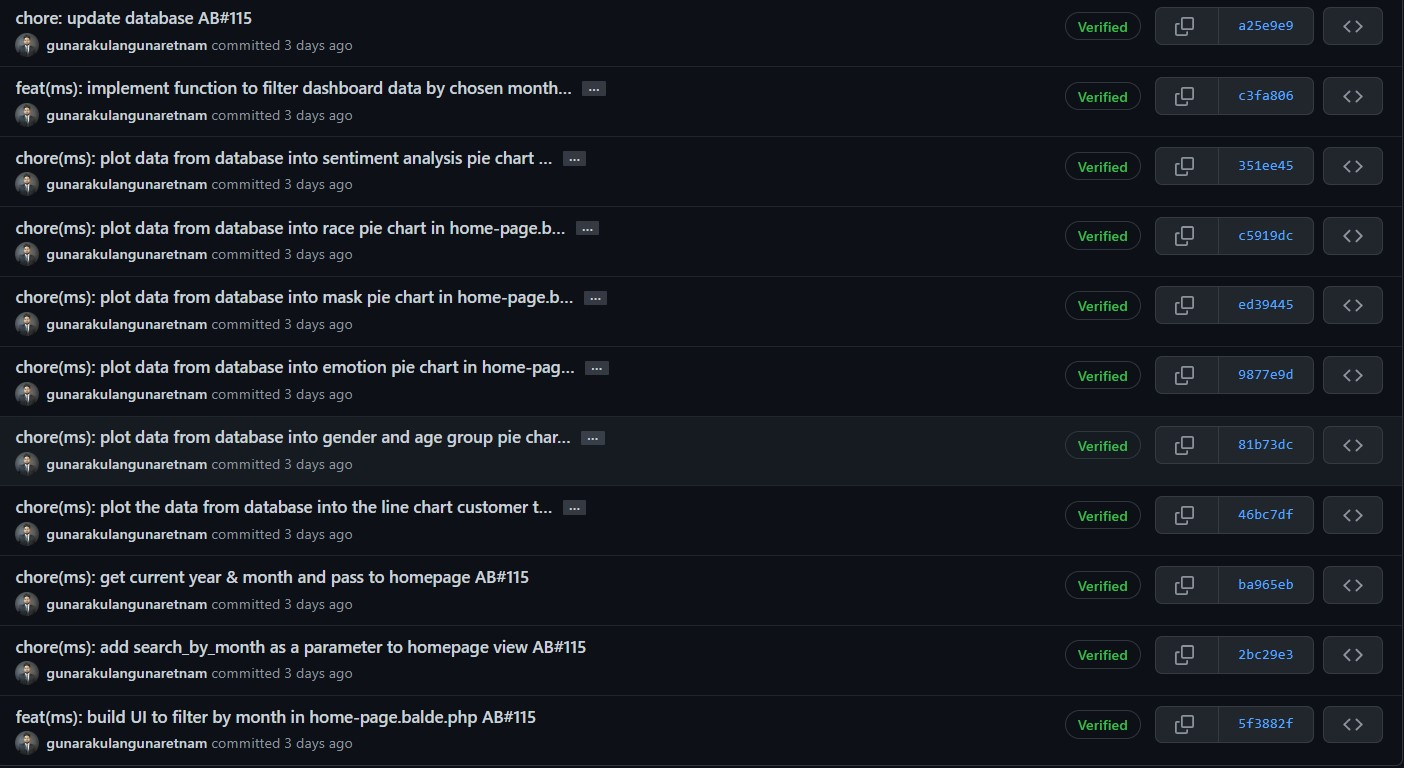 chore: update database AB#115
gunarakulangunaretnam committed 3 days ago
Verified
a25e9e9
feat(ms): implement function to filter dashboard data by chosen month... ...
gunarakulangunaretnam committed 3 days ago
Verified
c3fa806
chore(ms): plot data from database into sentiment analysis pie chart ... ...
gunarakulangunaretnam committed 3 days ago
Verified
351ee45
chore(ms): plot data from database into race pie chart in home-page.b... ...
gunarakulangunaretnam committed 3 days ago
Verified
c5919dc
chore(ms): plot data from database into mask pie chart in home-page.b... ...
gunarakulangunaretnam committed 3 days ago
Verified
ed39445
chore(ms): plot data from database into emotion pie chart in home-pag... ...
gunarakulangunaretnam committed 3 days ago
Verified
9877e9d
chore(ms): plot data from database into gender and age group pie char... ...
gunarakulangunaretnam committed 3 days ago
Verified
81b73dc
chore(ms): plot the data from database into the line chart customer t... ...
gunarakulangunaretnam committed 3 days ago
Verified
46bc7df
chore(ms): get current year & month and pass to homepage AB#115
gunarakulangunaretnam committed 3 days ago
Verified
ba965eb
chore(ms): add search_by_month as a parameter to homepage view AB#115
gunarakulangunaretnam committed 3 days ago
Verified
2bc29e3
feat(ms): build UI to filter by month in home-page.balde.php AB#115
gunarakulangunaretnam committed 3 days ago
Verified
5f3882f